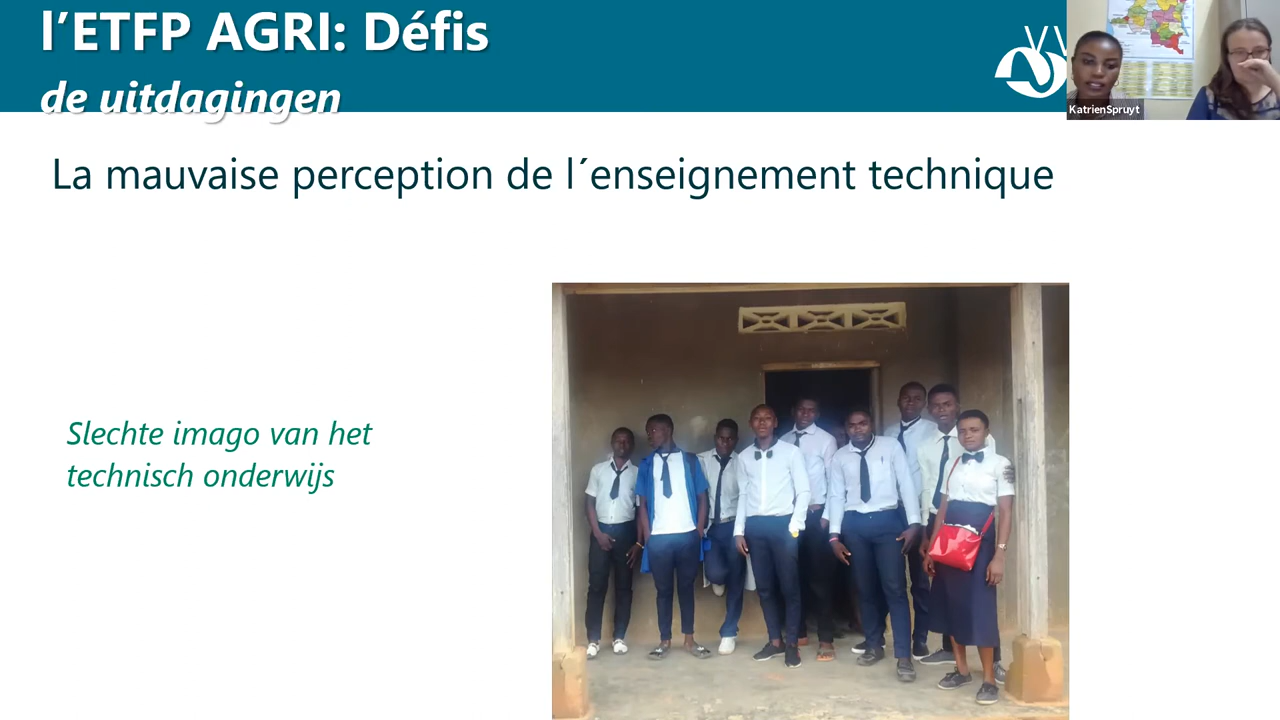 l’ETFP AGRI: Défis
de uitdagingen
KatrienSpruyt
La mauvaise perception de l´enseignement technique
Slechte imago van het
technisch onderwijs